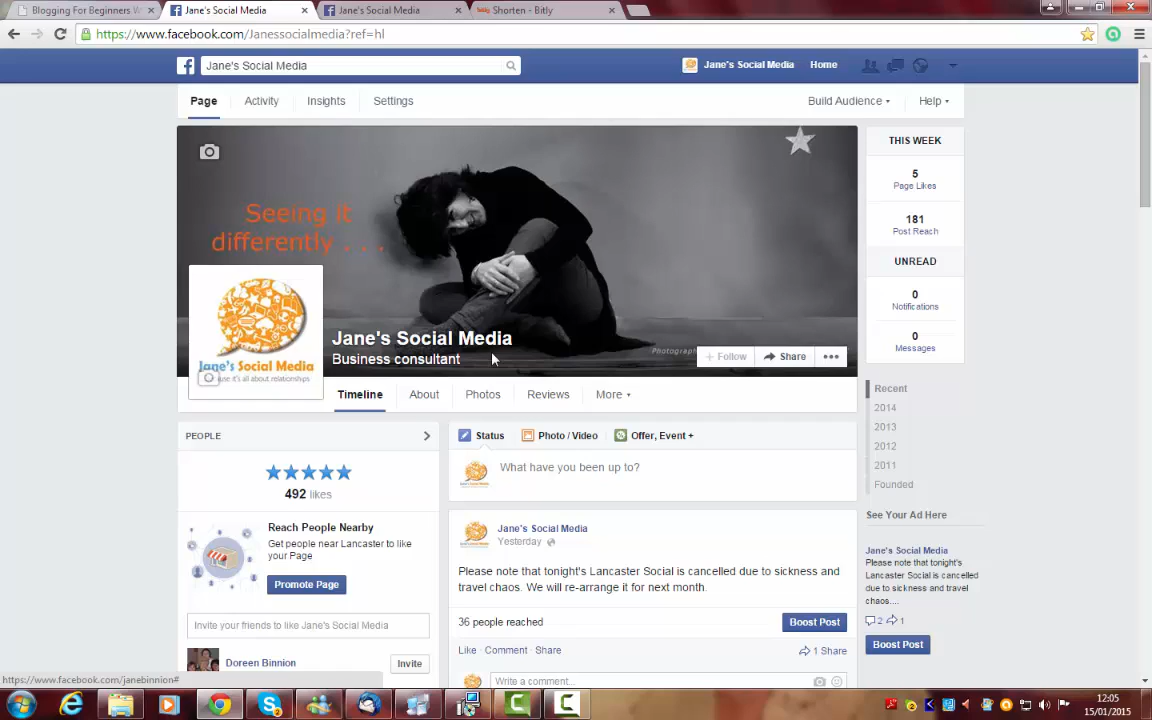 Blogging For Beginners W
Jane's Social Media
Jane's Social Media
Shorten - Bitly
https://www.facebook.com/Janessocialmedia?ref=hl
Jane's Social Media
Jane's Social Media
Home
Page
Activity
Insights
Settings
Build Audience
Help
Seeing it
differently . . .
Jane's Social Media
use it's all about relationships
Jane's Social Media
Business consultant
Photograph
+ Follow
Share
Timeline
About
Photos
Reviews
More
THIS WEEK
5
Page Likes
181
Post Reach
UNREAD
0
Notifications
0
Messages
Recent
2014
2013
2012
2011
Founded
See Your Ad Here
Jane's Social Media
Please note that tonight's
Lancaster Social is cancelled
due to sickness and travel
chaos....
2 1
Boost Post
PEOPLE
492 likes
Reach People Nearby
Get people near Lancaster to like
your Page
Promote Page
Invite your friends to like Jane's Social Media
Doreen Binnion
Invite
Status
Photo / Video
Offer, Event +
What have you been up to?
Jane's Social Media
Yesterday
Please note that tonight's Lancaster Social is cancelled due to sickness and
travel chaos. We will re-arrange it for next month.
36 people reached
Boost Post
Like · Comment · Share
1 Share
Write a comment...
https://www.facebook.com/janebinnion#
12:05
15/01/2015